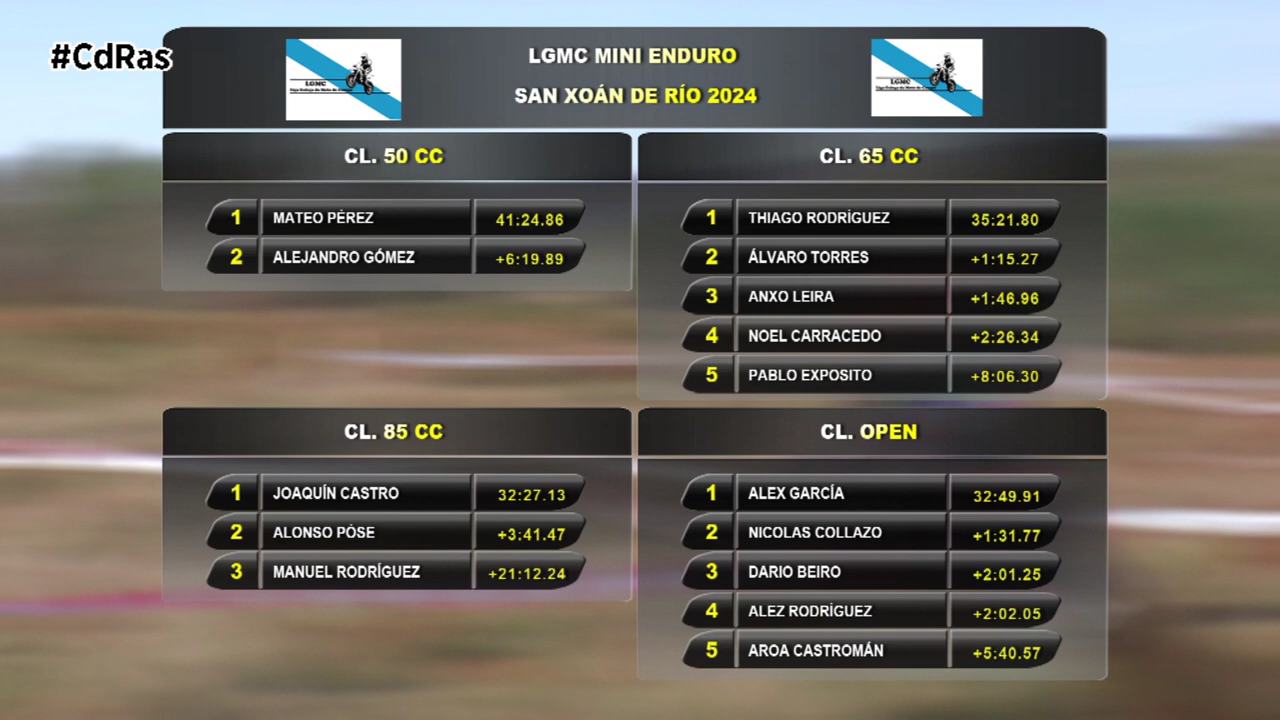 #CdRas
LGMC MINI ENDURO
SAN XOÁN DE RÍO 2024
LGMC
LGMC
CL. 50 CC
1 MATEO PÉREZ 41:24.86
2 ALEJANDRO GÓMEZ +6:19.89
CL. 65 CC
1 THIAGO RODRÍGUEZ 35:21.80
2 ÁLVARO TORRES +1:15.27
3 ANXO LEIRA +1:46.96
4 NOEL CARRACEDO +2:26.34
5 PABLO EXPOSITO +8:06.30
CL. 85 CC
1 JOAQUÍN CASTRO 32:27.13
2 ALONSO PÓSE +3:41.47
3 MANUEL RODRÍGUEZ +21:12.24
CL. OPEN
1 ALEX GARCÍA 32:49.91
2 NICOLAS COLLAZO +1:31.77
3 DARIO BEIRO +2:01.25
4 ALEZ RODRÍGUEZ +2:02.05
5 AROA CASTROMÁN +5:40.57